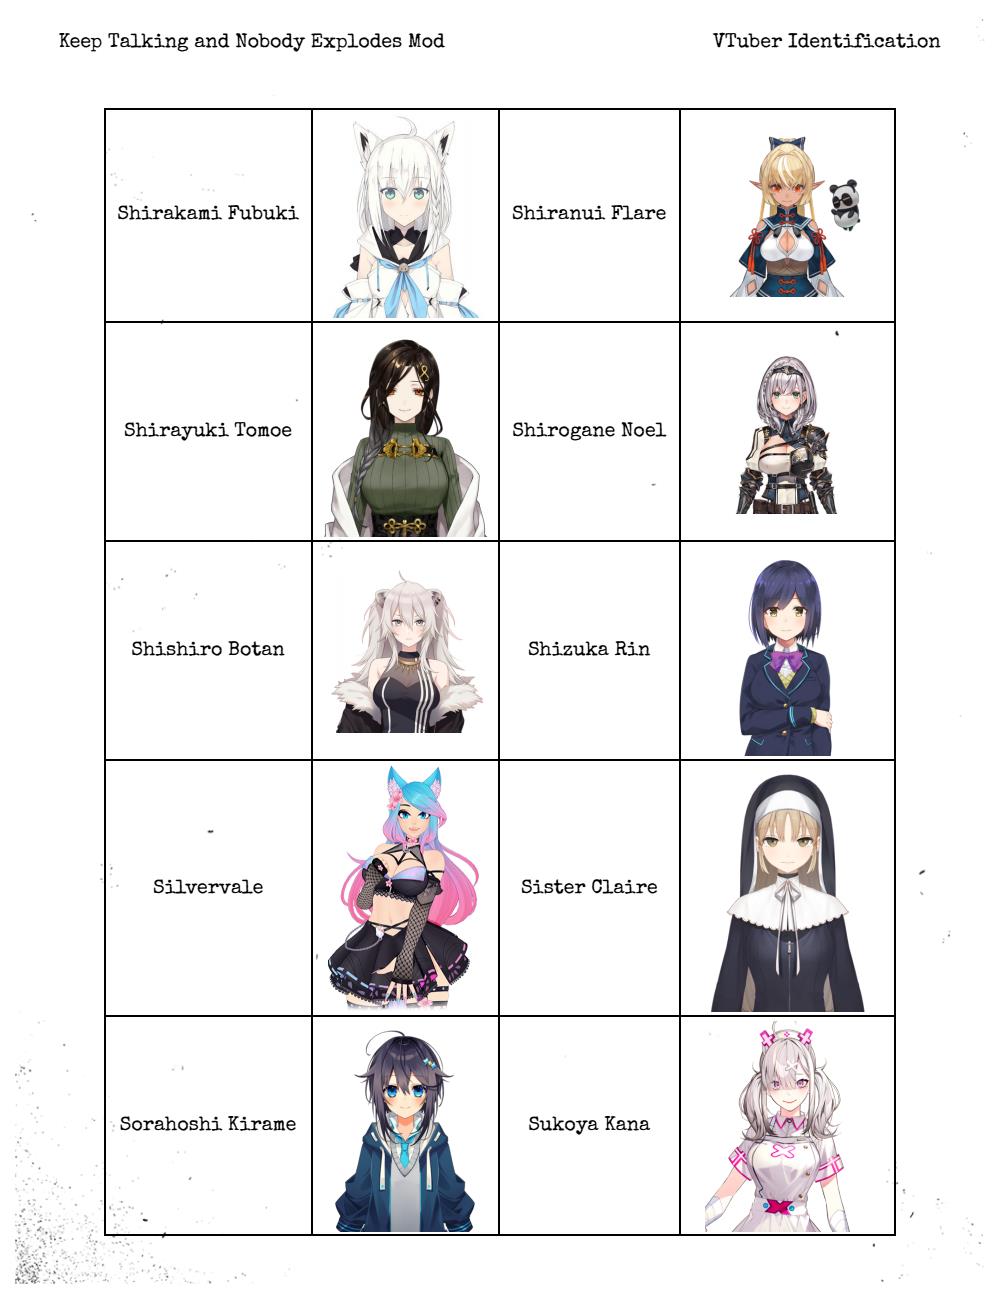 Keep Talking and Nobody Explodes Mod
VTuber Identification
Shirakami Fubuki
Shiranui Flare
Shirayuki Tomoe
Shirogane Noel
Shishiro Botan
Shizuka Rin
Silvervale
Sister Claire
Sorahoshi Kirame
Sukoya Kana